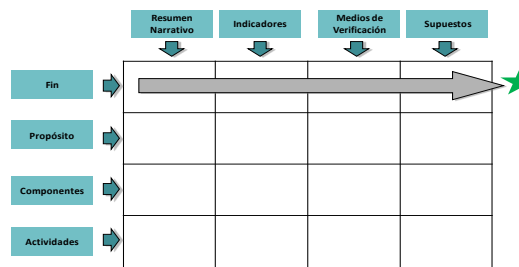 Resumen
Narrativo
Indicadores
Medios de
Verificación
Supuestos
Fin
Propósito
Componentes
Actividades